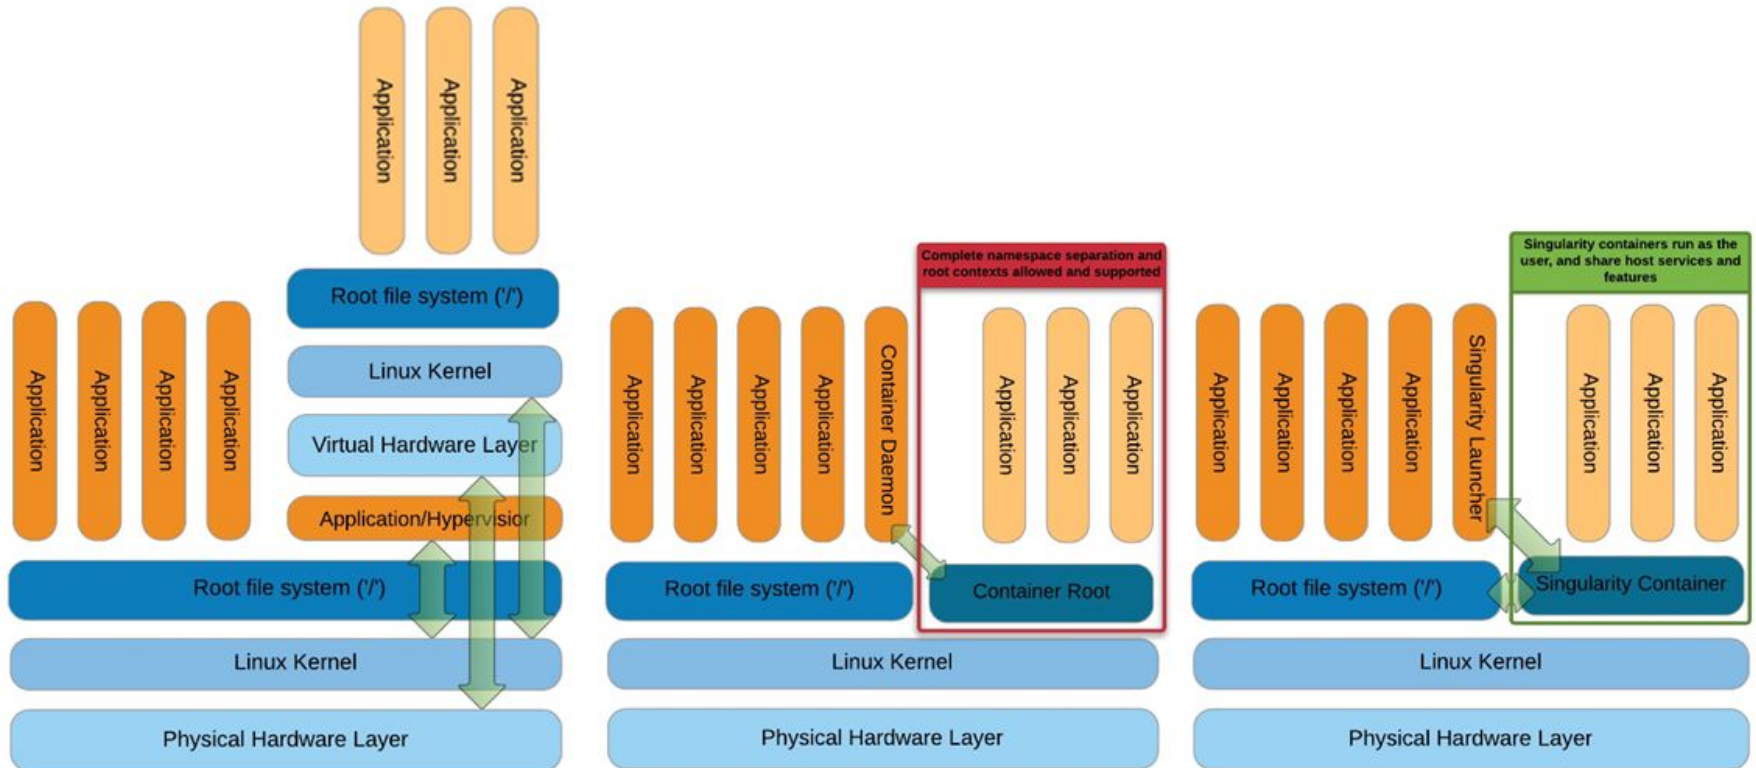 Application
Application
Application
Root file system ('/')
Linux Kernel
Virtual Hardware Layer
Application/Hypervisior
Application
Application
Application
Application
Root file system ('/')
Linux Kernel
Physical Hardware Layer
Complete namespace separation and
root contexts allowed and supported
Application
Application
Application
Application
Container Daemon
Application
Application
Application
Root file system ('/')
Container Root
Linux Kernel
Physical Hardware Layer
Singularity containers run as the
user, and share host services and
features
Application
Application
Application
Application
Singularity Launcher
Application
Application
Application
Root file system ('/')
Singularity Container
Linux Kernel
Physical Hardware Layer